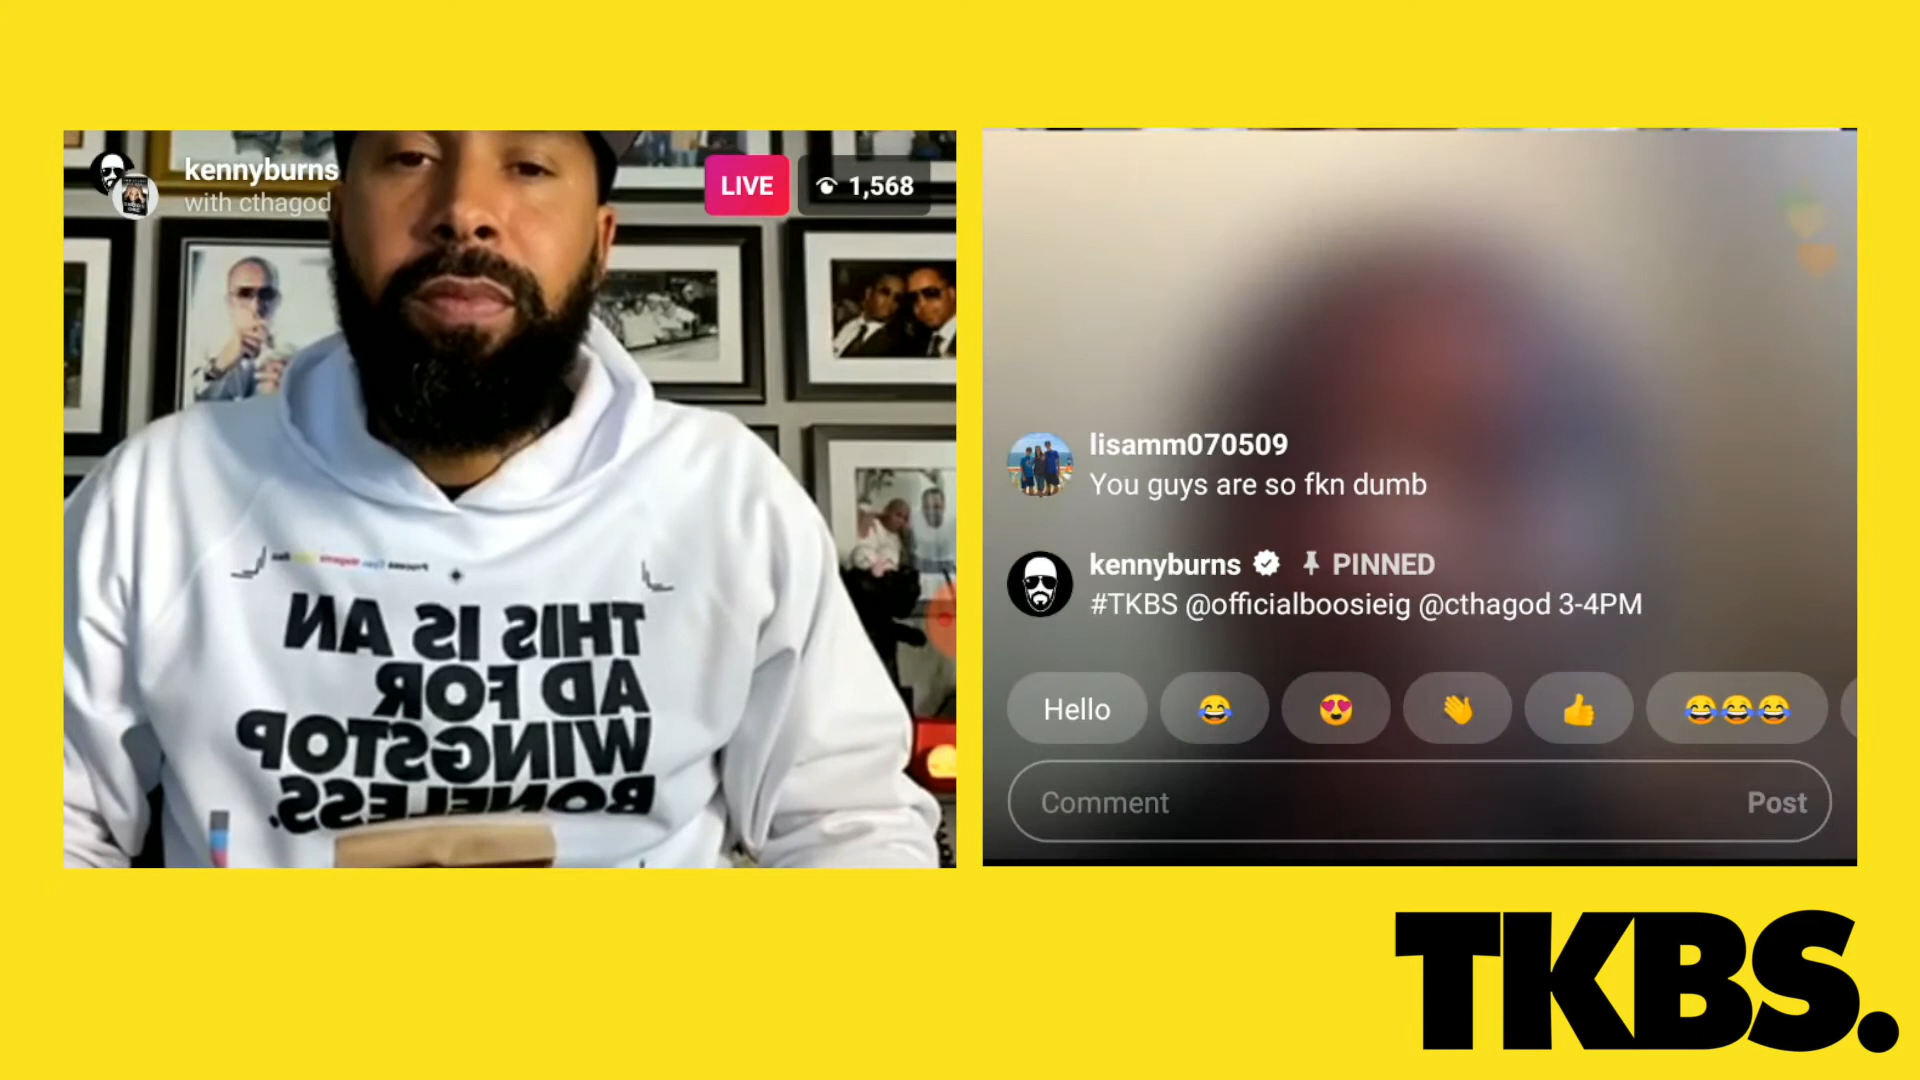 kennyburns
with cthagod
LIVE
1,568
THIS IS AN
AD FOR
WINGSTOP
BONELESS.
lisamm070509
You guys are so fkn dumb
kennyburns PINNED
#TKBS @officialboosieig @cthagod 3-4PM
Hello
Comment
Post
TKBS.